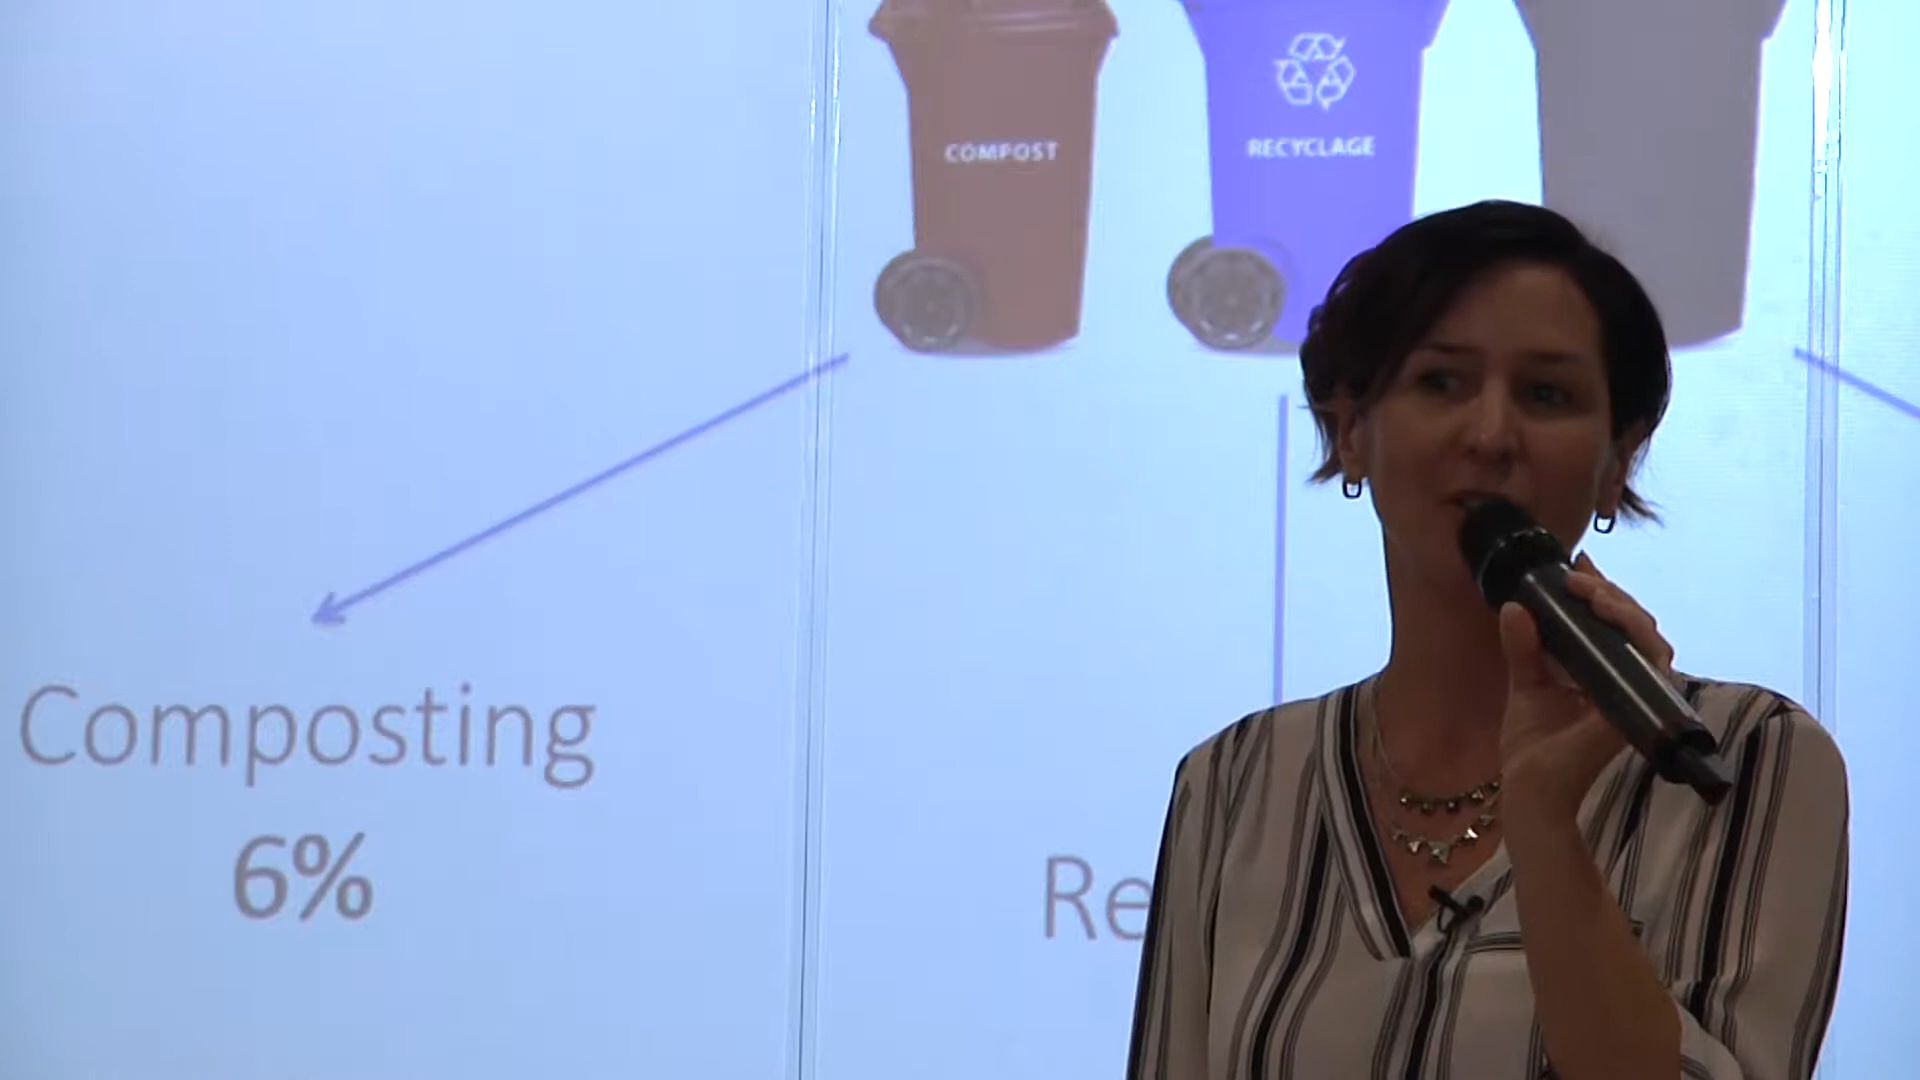 COMPOST
RECYCLAGE
Composting
6%
Re